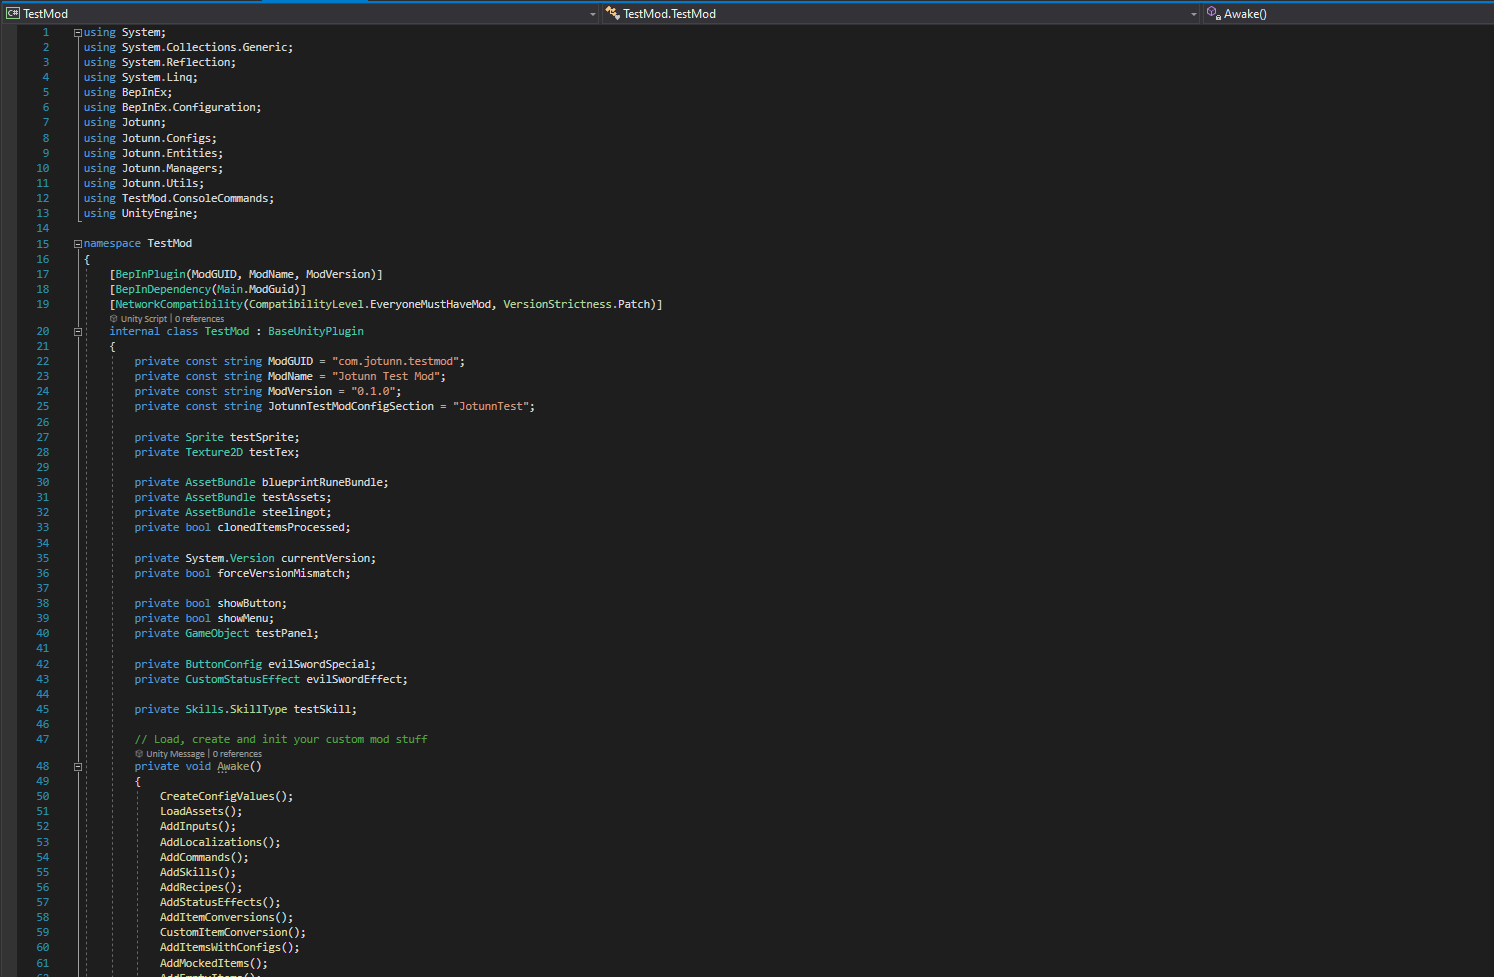 C# TestMod TestMod.TestMod Awake()
1 using System;
2 using System.Collections.Generic;
3 using System.Reflection;
4 using System.Linq;
5 using BepInEx;
6 using BepInEx.Configuration;
7 using Jotunn;
8 using Jotunn.Configs;
9 using Jotunn.Entities;
10 using Jotunn.Managers;
11 using Jotunn.Utils;
12 using TestMod.ConsoleCommands;
13 using UnityEngine;
14
15 namespace TestMod
16 {
17 [BepInPlugin(ModGUID, ModName, ModVersion)]
18 [BepInDependency(Main.ModGuid)]
19 [NetworkCompatibility(CompatibilityLevel.EveryoneMustHaveMod, VersionStrictness.Patch)]
Unity Script | 0 references
20 internal class TestMod : BaseUnityPlugin
21 {
22 private const string ModGUID = "com.jotunn.testmod";
23 private const string ModName = "Jotunn Test Mod";
24 private const string ModVersion = "0.1.0";
25 private const string JotunnTestModConfigSection = "JotunnTest";
26
27 private Sprite testSprite;
28 private Texture2D testTex;
29
30 private AssetBundle blueprintRuneBundle;
31 private AssetBundle testAssets;
32 private AssetBundle steelingot;
33 private bool clonedItemsProcessed;
34
35 private System.Version currentVersion;
36 private bool forceVersionMismatch;
37
38 private bool showButton;
39 private bool showMenu;
40 private GameObject testPanel;
41
42 private ButtonConfig evilSwordSpecial;
43 private CustomStatusEffect evilSwordEffect;
44
45 private Skills.SkillType testSkill;
46
47 // Load, create and init your custom mod stuff
Unity Message | 0 references
48 private void Awake()
49 {
50 CreateConfigValues();
51 LoadAssets();
52 AddInputs();
53 AddLocalizations();
54 AddCommands();
55 AddSkills();
56 AddRecipes();
57 AddStatusEffects();
58 AddItemConversions();
59 CustomItemConversion();
60 AddItemsWithConfigs();
61 AddMockedItems();